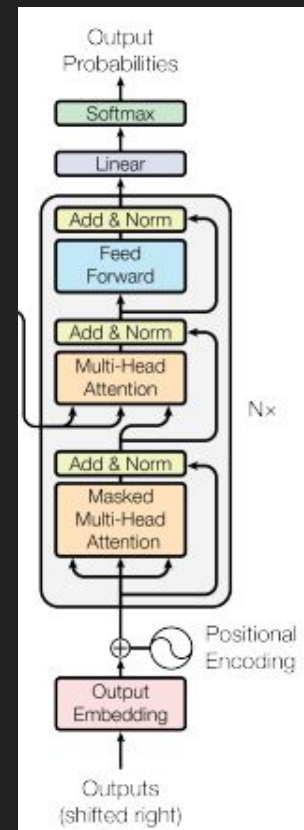 Output
Probabilities
Softmax
Linear
Add & Norm
Feed
Forward
Add & Norm
Multi-Head
Attention
N×
Add & Norm
Masked
Multi-Head
Attention
Positional
Encoding
Output
Embedding
Outputs
(shifted right)